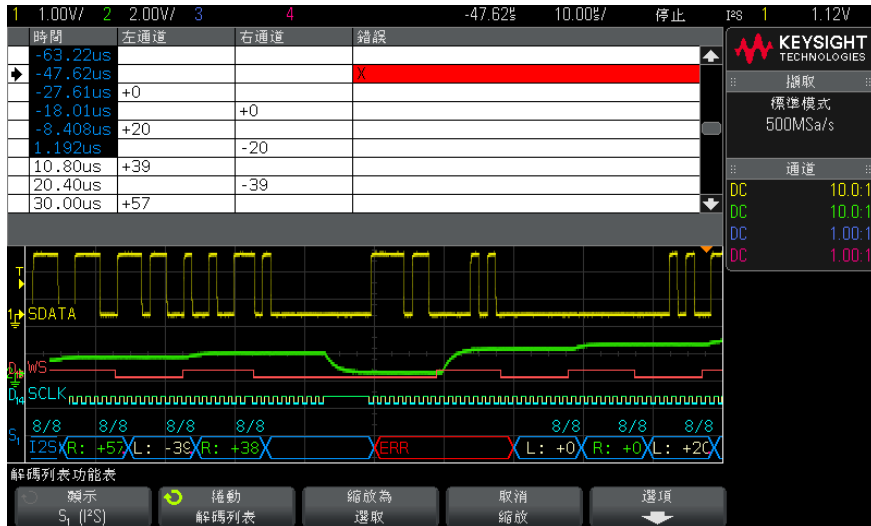 1 1.00V/ 2 2.00V/ 3 4 -47.62㎲ 10.00㎲/ 停止 I²S 1 1.12V
時間 左通道 右通道 錯誤
-63.22us
-47.62us X
-27.61us +0
-18.01us +0
-8.408us +20
1.192us -20
10.80us +39
20.40us -39
30.00us +57
KEYSIGHT
TECHNOLOGIES
擷取
標準模式
500MSa/s
通道
DC 10.0:1
DC 10.0:1
DC 1.00:1
DC 1.00:1
T
1 SDATA
WS
D14 SCLK
8/8 8/8 8/8 8/8 8/8 8/8 8/8
S1 I2S R: +57 L: -39 R: +38 ERR L: +0 R: +0 L: +20
解碼列表功能表
顯示 捲動 縮放為 取消 選項
S1 (I²S) 解碼列表 選取 縮放